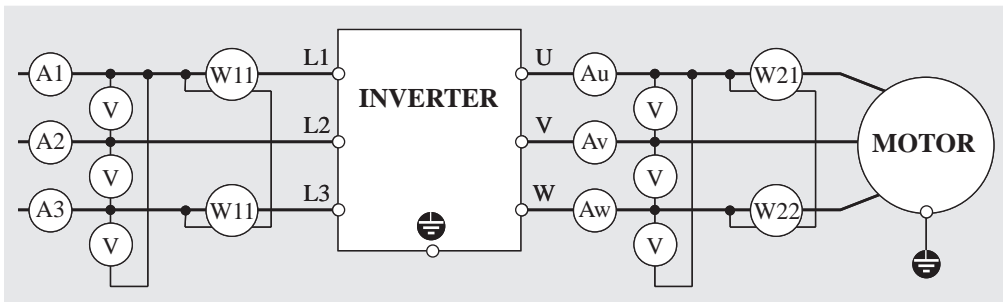 A1 W11 L1 U Au W21
V V
INVERTER
A2 L2 V Av MOTOR
V V
A3 W11 L3 W Aw W22
V V